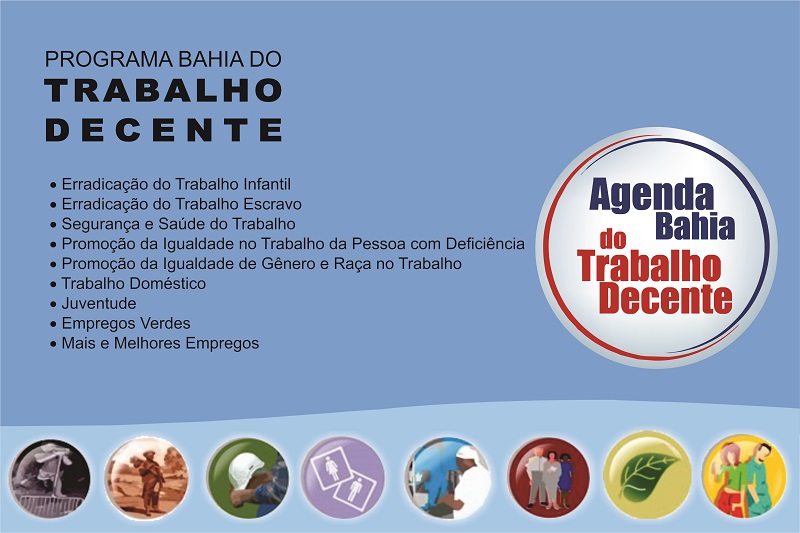 PROGRAMA BAHIA DO
TRABALHO
DECENTE
• Erradicação do Trabalho Infantil
• Erradicação do Trabalho Escravo
• Segurança e Saúde do Trabalho
• Promoção da Igualdade no Trabalho da Pessoa com Deficiência
• Promoção da Igualdade de Gênero e Raça no Trabalho
• Trabalho Doméstico
• Juventude
• Empregos Verdes
• Mais e Melhores Empregos
Agenda
Bahia
do
Trabalho
Decente